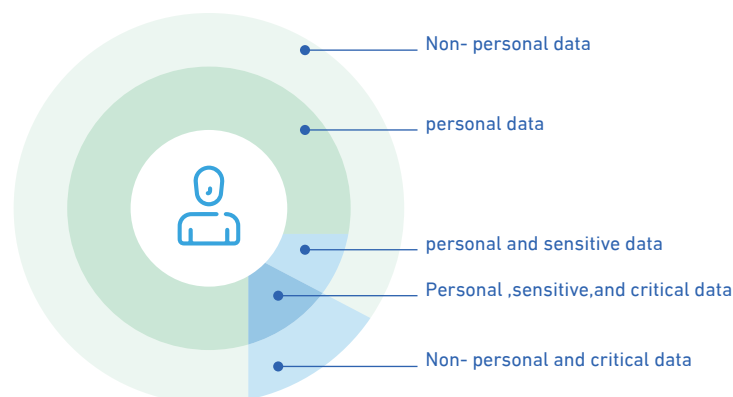 Non- personal data
personal data
personal and sensitive data
Personal ,sensitive,and critical data
Non- personal and critical data